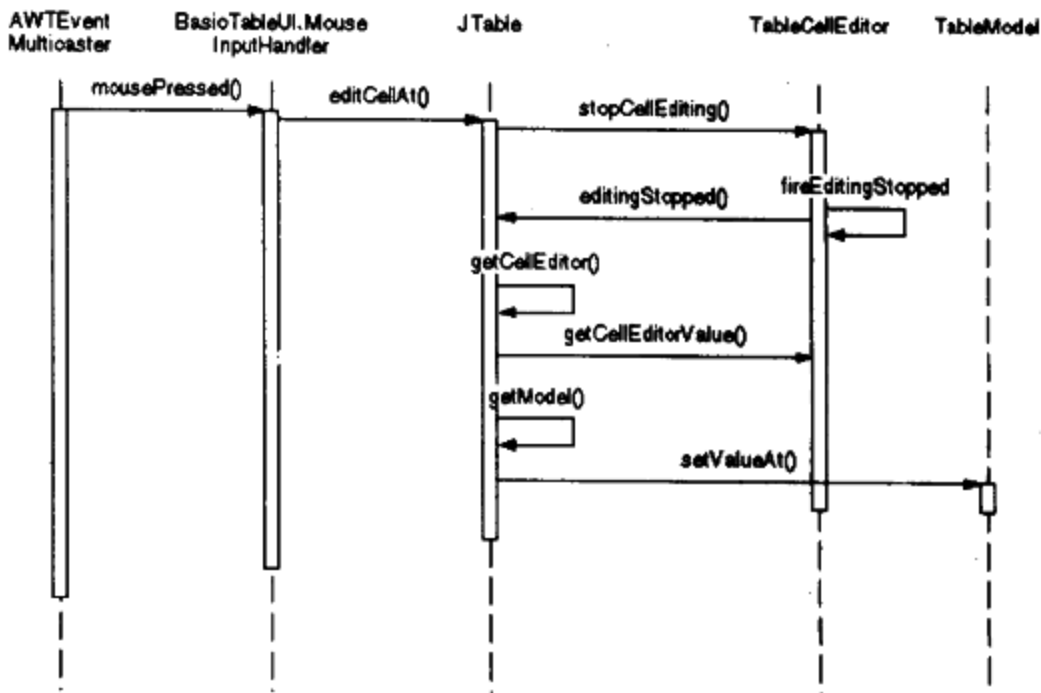 AWTEvent
Multicaster
BasicTableUI.Mouse
InputHandler
JTable
TableCellEditor
TableModel
mousePressed()
editCellAt()
stopCellEditing()
fireEditingStopped
editingStopped()
getCellEditor()
getCellEditorValue()
getModel()
setValueAt()